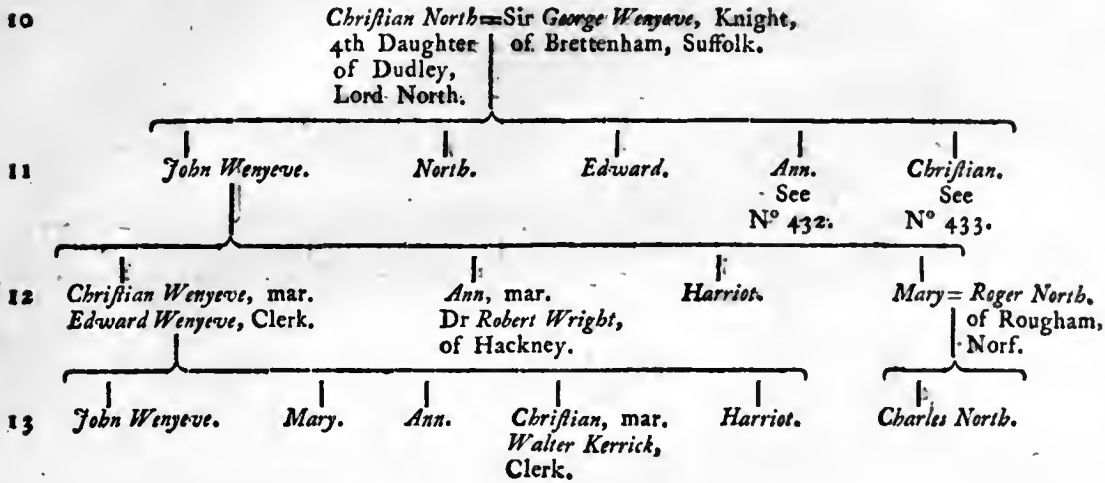 10 Chriſtian North=Sir George Wenyeve, Knight,
4th Daughter of Brettenham, Suffolk.
of Dudley,
Lord North.
11 John Wenyeve. North. Edward. Ann. Chriſtian.
See See
N° 432. N° 433.
12 Chriſtian Wenyeve, mar. Ann, mar. Harriot. Mary= Roger North.
Edward Wenyeve, Clerk. Dr Robert Wright, of Rougham,
of Hackney. Norf.
13 John Wenyeve. Mary. Ann. Chriſtian, mar. Harriot. Charles North.
Walter Kerrick,
Clerk.